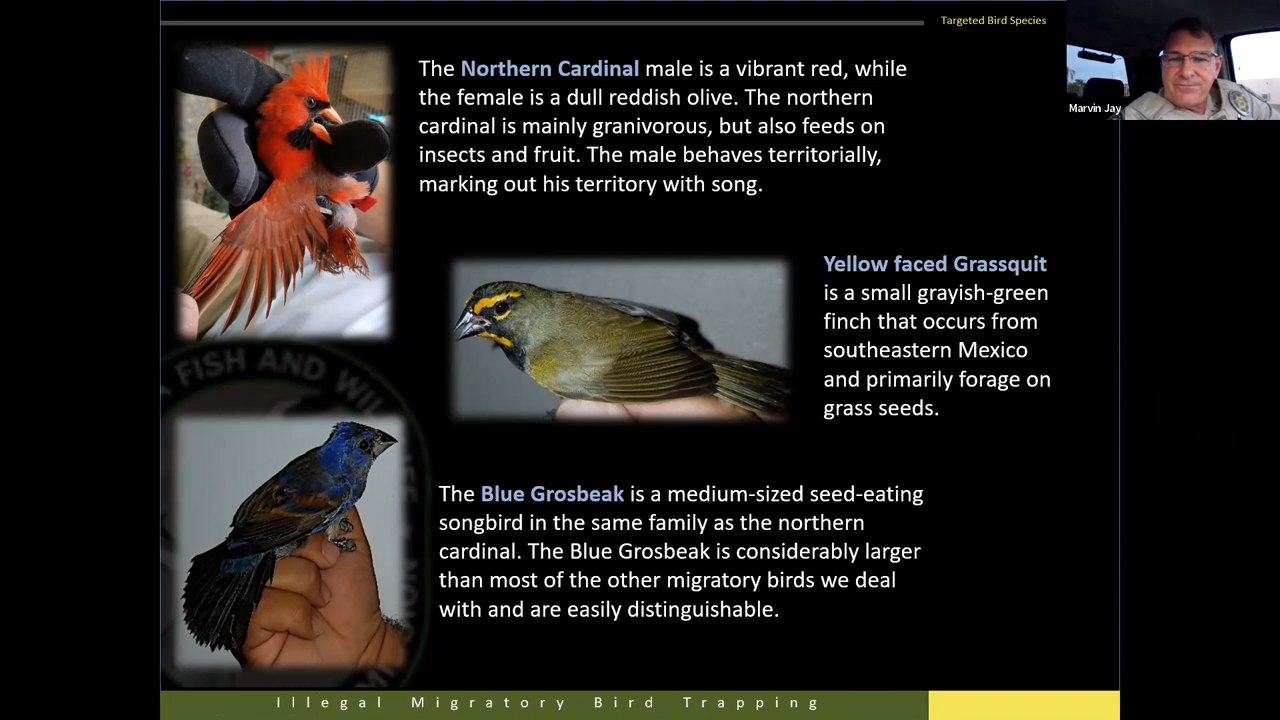 Targeted Bird Species
Marvin Jay
The Northern Cardinal male is a vibrant red, while
the female is a dull reddish olive. The northern
cardinal is mainly granivorous, but also feeds on
insects and fruit. The male behaves territorially,
marking out his territory with song.
Yellow faced Grassquit
is a small grayish-green
finch that occurs from
southeastern Mexico
and primarily forage on
grass seeds.
FISH AND WIL
The Blue Grosbeak is a medium-sized seed-eating
songbird in the same family as the northern
cardinal. The Blue Grosbeak is considerably larger
than most of the other migratory birds we deal
with and are easily distinguishable.
Illegal Migratory Bird Trapping